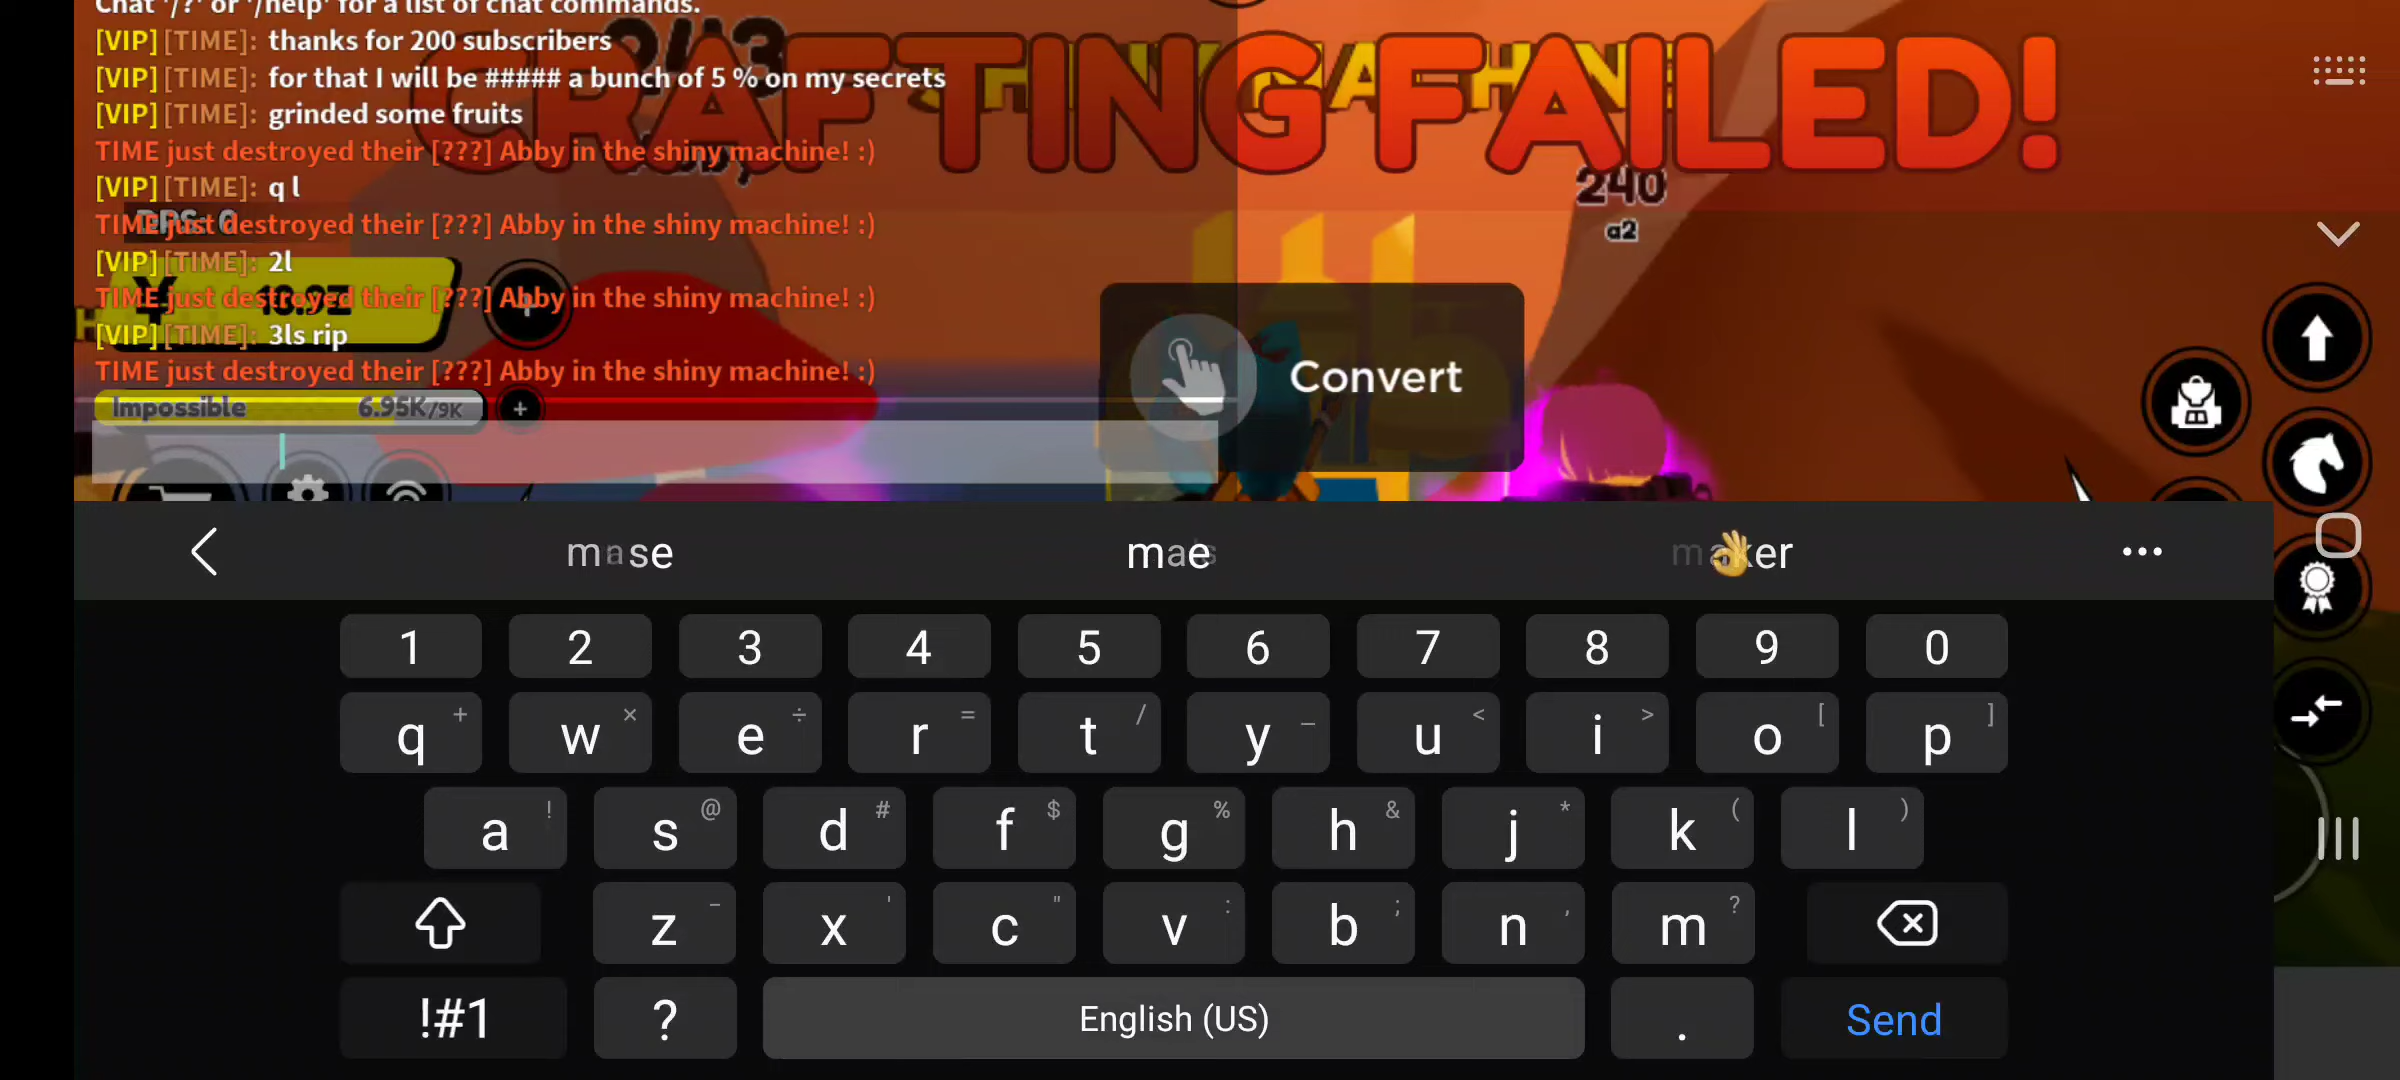 Chat '/?' or '/help' for a list of chat commands.
[VIP] [TIME]: thanks for 200 subscribers
[VIP] [TIME]: for that I will be ##### a bunch of 5 % on my secrets
[VIP] [TIME]: grinded some fruits
CRAFTING FAILED!
TIME just destroyed their [???] Abby in the shiny machine! :)
[VIP] [TIME]: q l
240
TIME just destroyed their [???] Abby in the shiny machine! :)
a2
[VIP] [TIME]: 2l
TIME just destroyed their [???] Abby in the shiny machine! :)
[VIP] [TIME]: 3ls rip
TIME just destroyed their [???] Abby in the shiny machine! :)
Convert
Impossible 6.95K/9K +
1 2 3 4 5 6 7 8 9 0
q + w × e ÷ r = t / y _ u < i > o [ p ]
a ! s @ d # f $ g % h & j * k ( l )
z - x ' c " v : b ; n , m ?
!#1 ? English (US) . Send